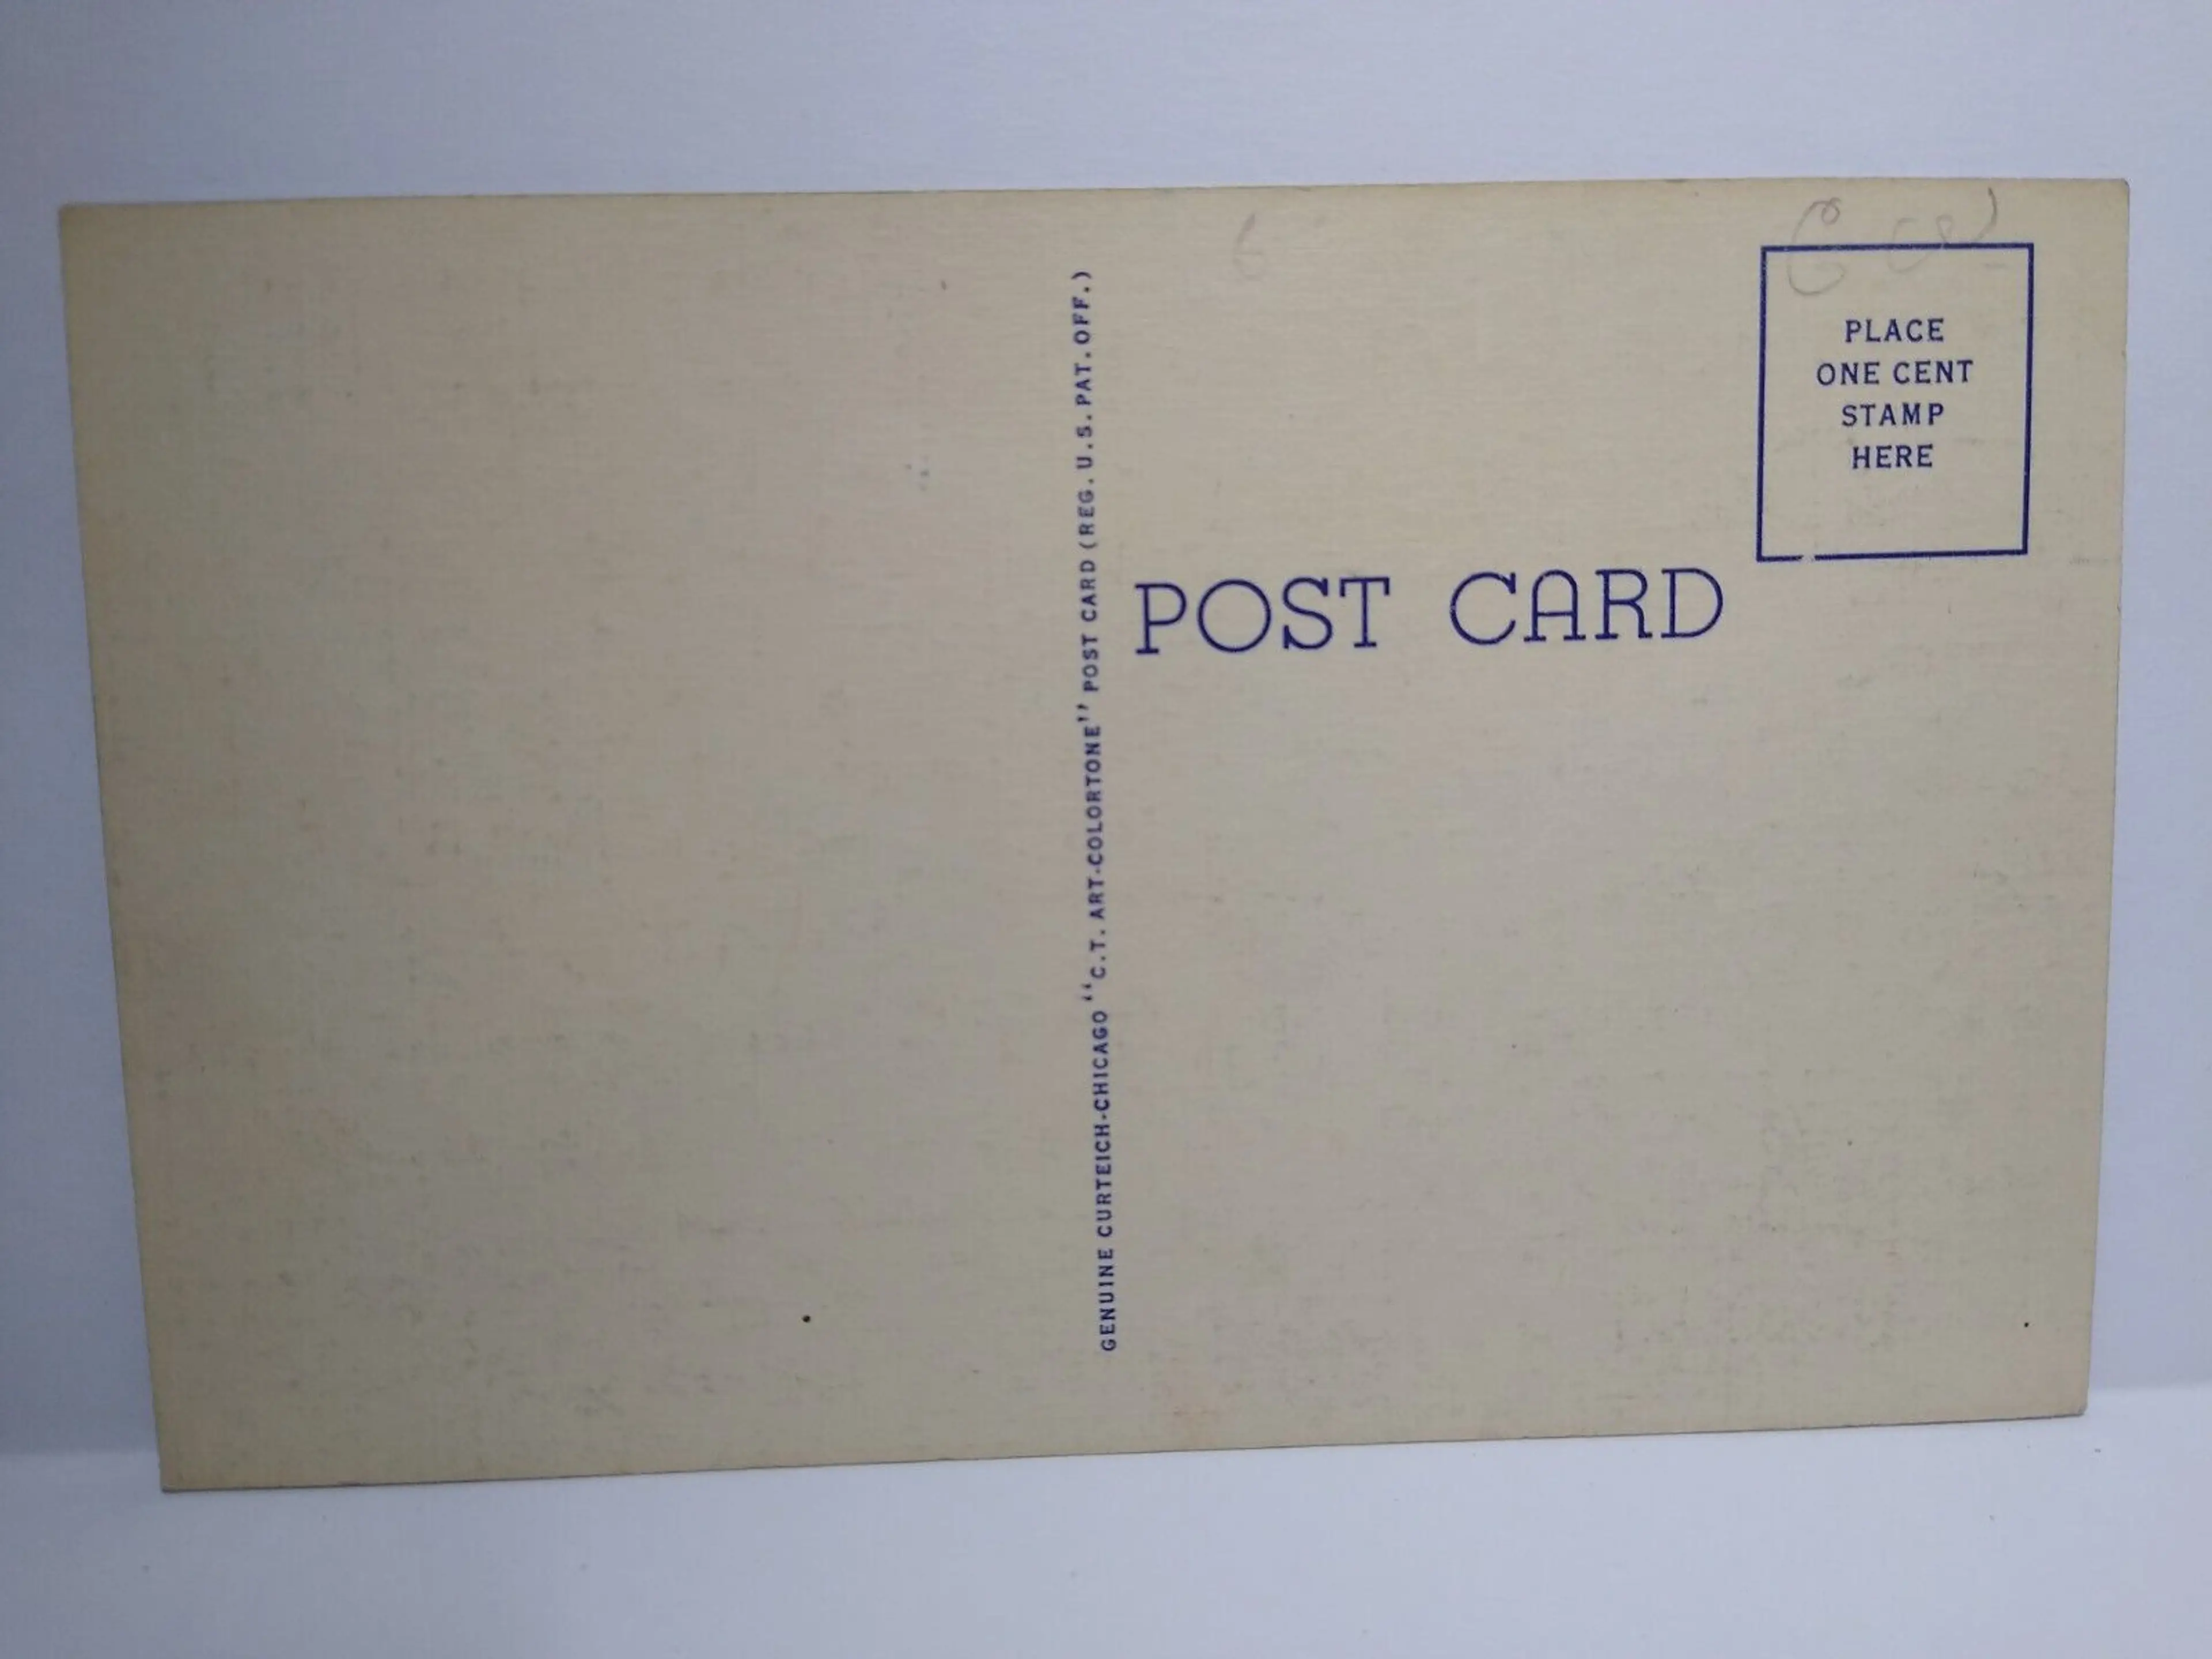 GENUINE CURTEICH-CHICAGO "C.T. ART-COLORTONE" POST CARD (REG. U.S. PAT. OFF.)
PLACE
ONE CENT
STAMP
HERE
POST CARD